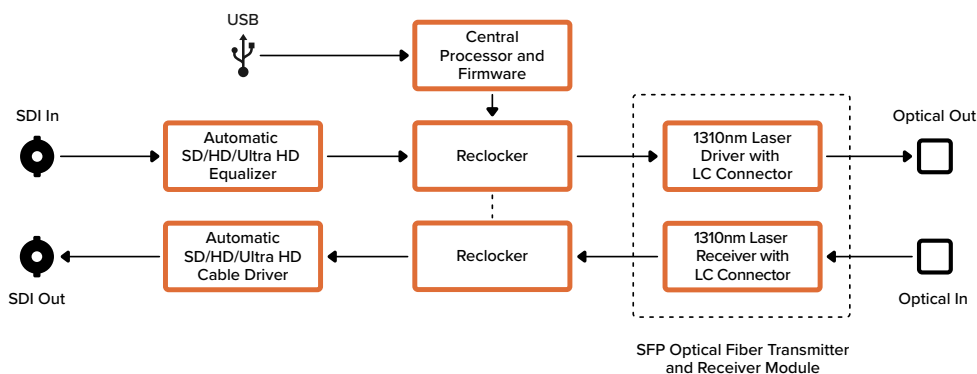 USB
Central
Processor and
Firmware
SDI In
Automatic
SD/HD/Ultra HD
Equalizer
Reclocker
1310nm Laser
Driver with
LC Connector
Optical Out
SDI Out
Automatic
SD/HD/Ultra HD
Cable Driver
Reclocker
1310nm Laser
Receiver with
LC Connector
Optical In
SFP Optical Fiber Transmitter
and Receiver Module